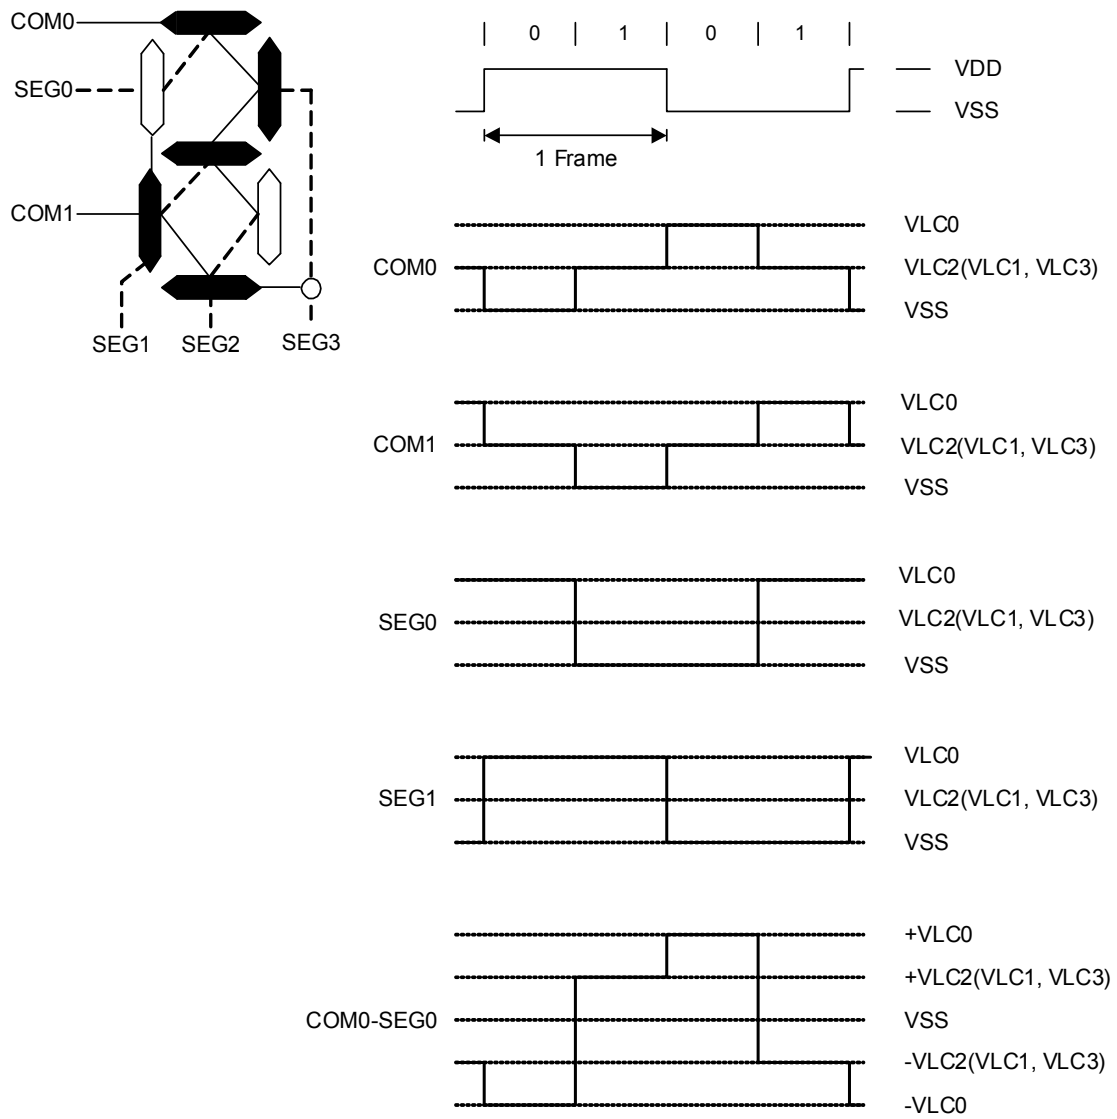 COM0
SEG0
COM1
SEG1 SEG2 SEG3
0 1 0 1
VDD
VSS
1 Frame
COM0
VLC0
VLC2(VLC1, VLC3)
VSS
COM1
VLC0
VLC2(VLC1, VLC3)
VSS
SEG0
VLC0
VLC2(VLC1, VLC3)
VSS
SEG1
VLC0
VLC2(VLC1, VLC3)
VSS
COM0-SEG0
+VLC0
+VLC2(VLC1, VLC3)
VSS
-VLC2(VLC1, VLC3)
-VLC0